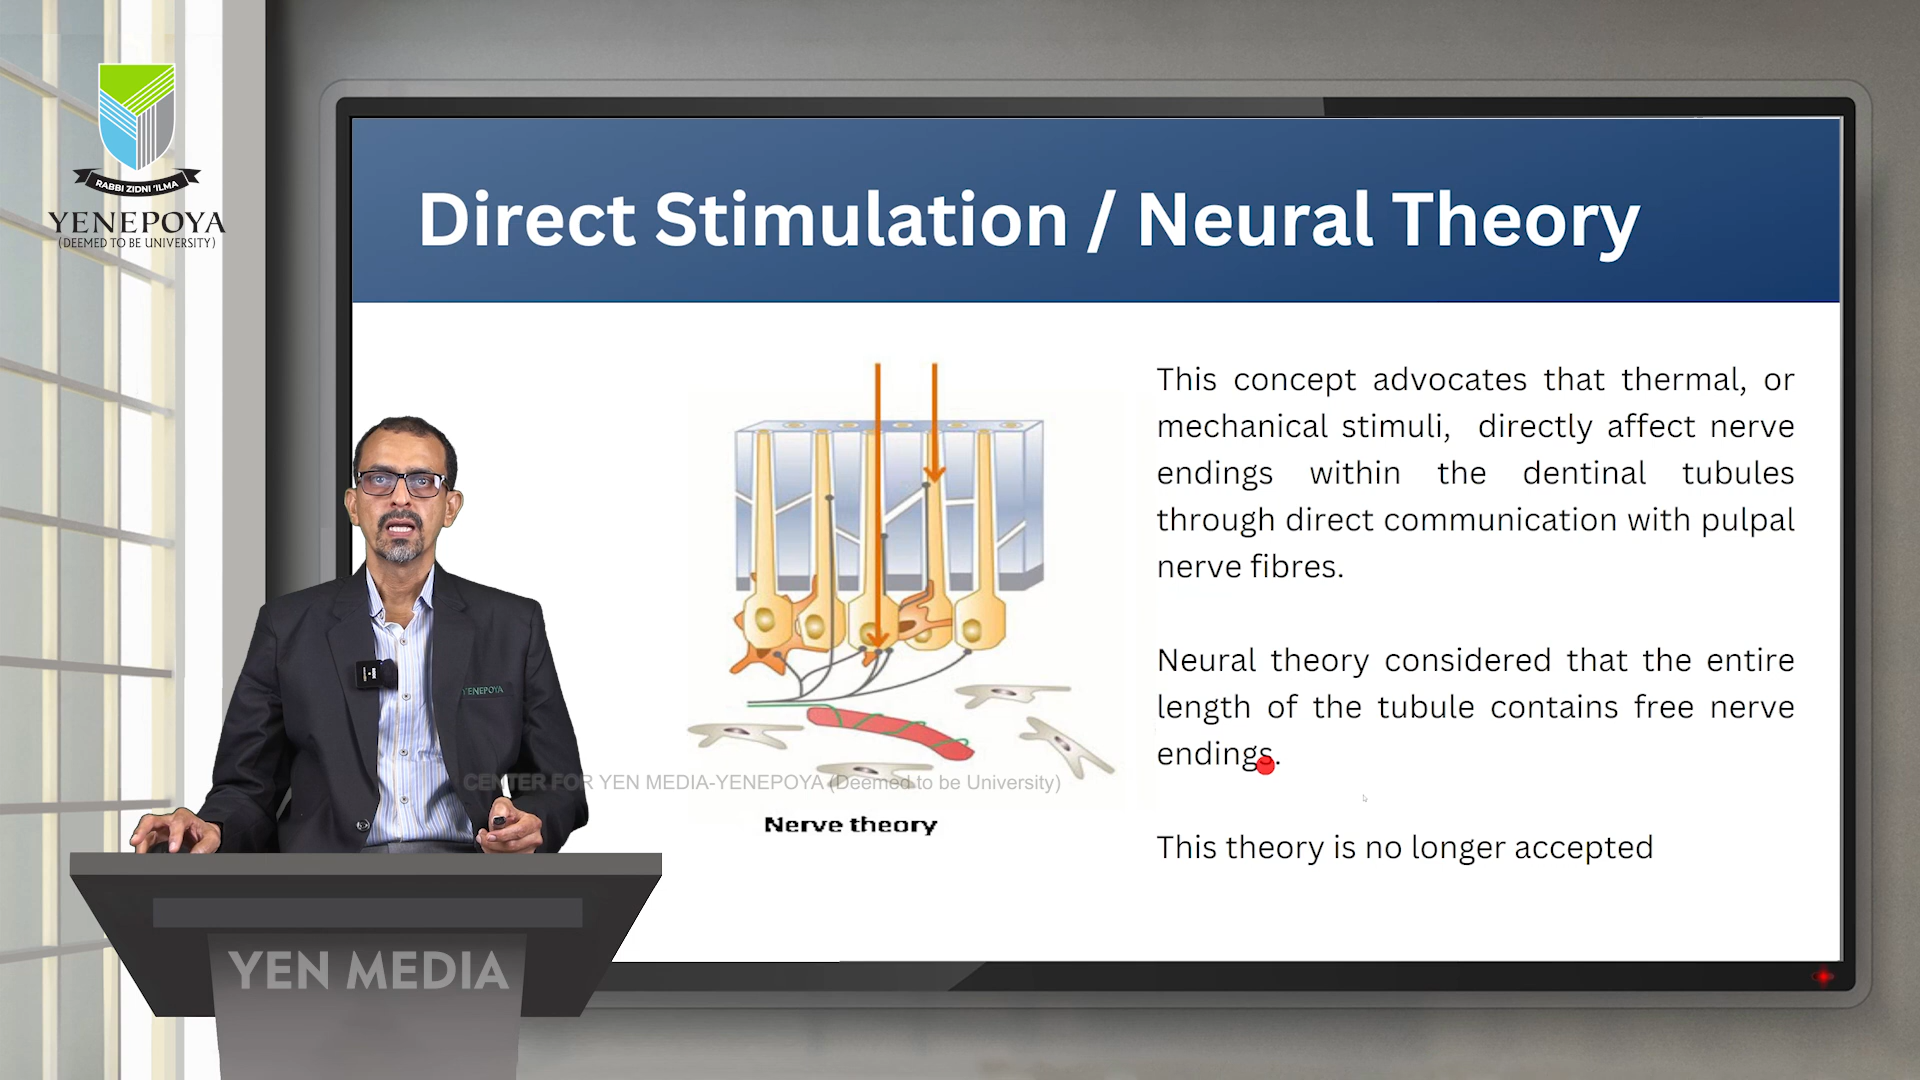 RABBI ZIDNI 'ILMA
YENEPOYA
(DEEMED TO BE UNIVERSITY)
Direct Stimulation / Neural Theory
This concept advocates that thermal, or
mechanical stimuli, directly affect nerve
endings within the dentinal tubules
through direct communication with pulpal
nerve fibres.
Neural theory considered that the entire
length of the tubule contains free nerve
endings.
This theory is no longer accepted
Nerve theory
CENTER FOR YEN MEDIA-YENEPOYA (Deemed to be University)
YENEPOYA
YEN MEDIA